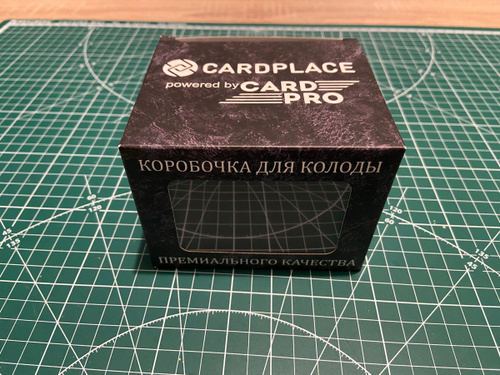 CARDPLACE
powered by CARD
PRO
КОРОБОЧКА ДЛЯ КОЛОДЫ
ПРЕМИАЛЬНОГО КАЧЕСТВА